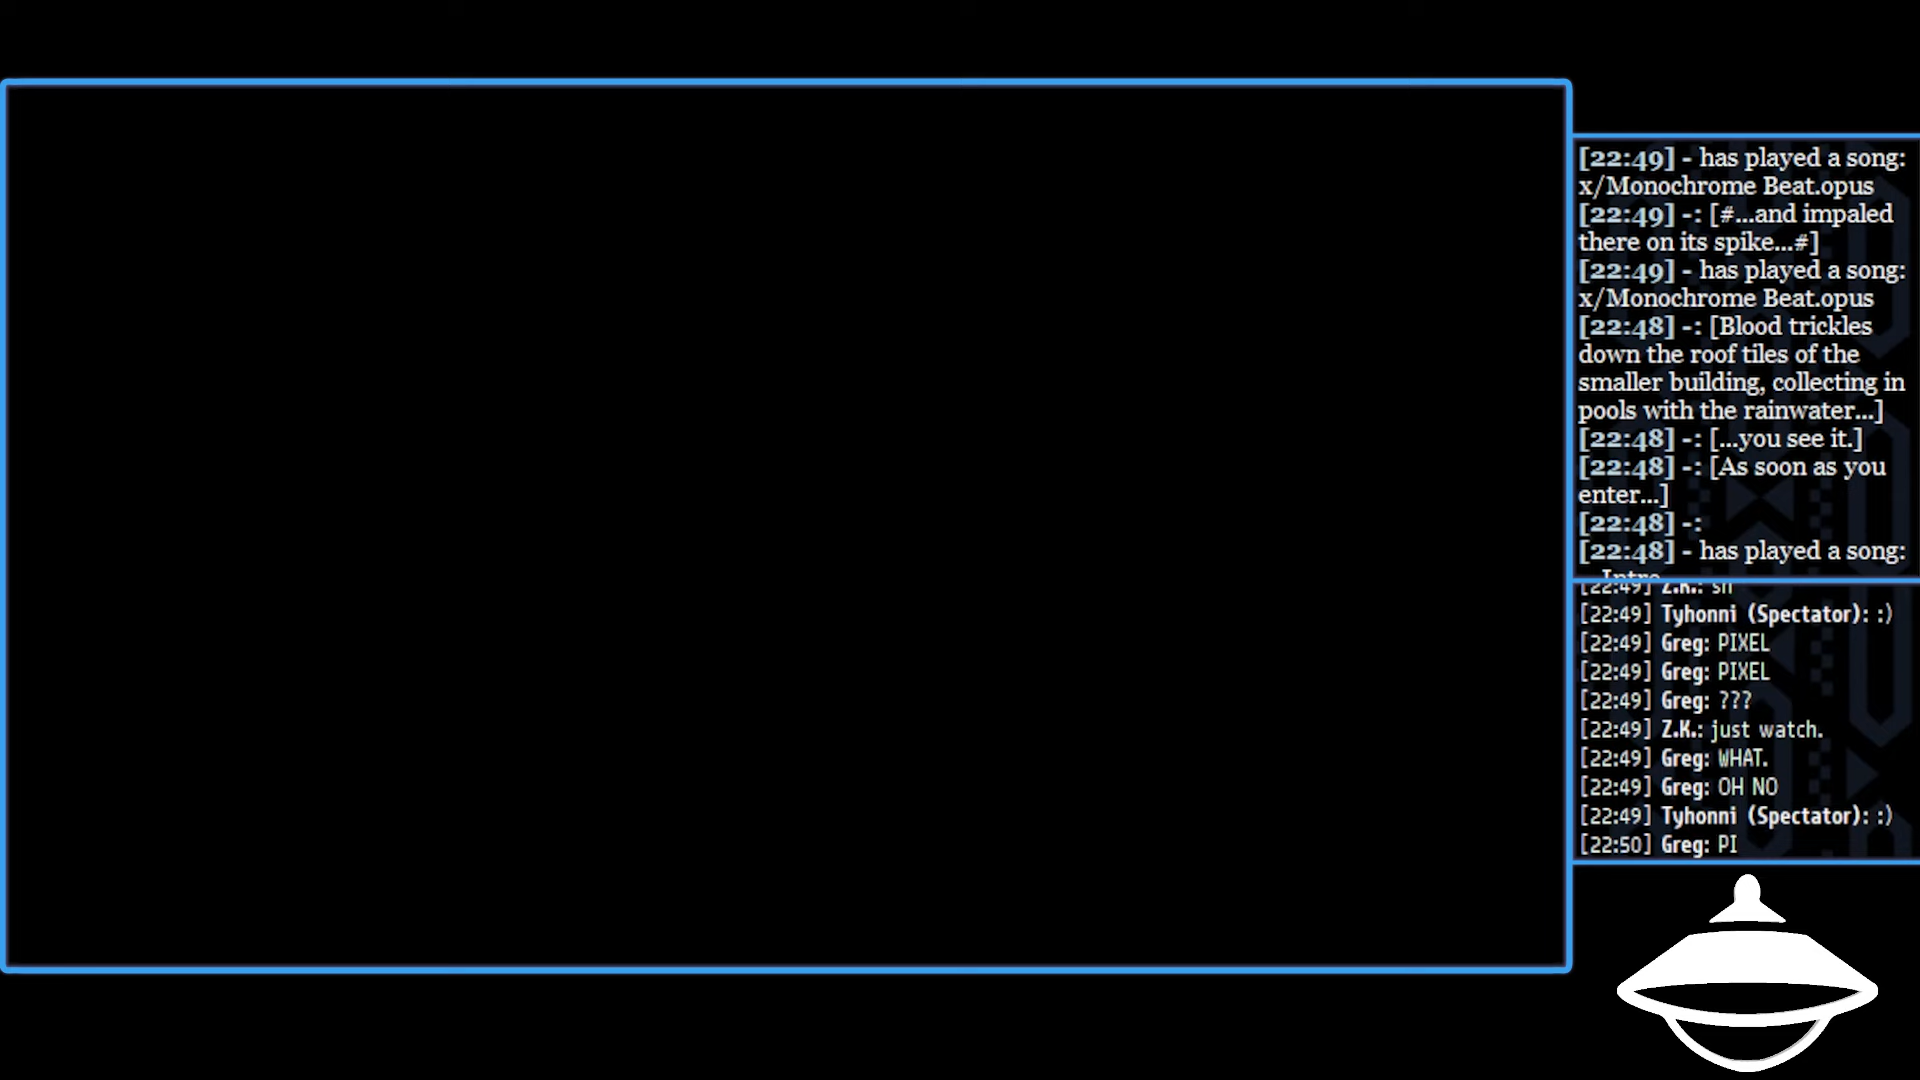 [22:49] - has played a song:
x/Monochrome Beat.opus
[22:49] -: [#...and impaled
there on its spike...#]
[22:49] - has played a song:
x/Monochrome Beat.opus
[22:48] -: [Blood trickles
down the roof tiles of the
smaller building, collecting in
pools with the rainwater...]
[22:48] -: [...you see it.]
[22:48] -: [As soon as you
enter...]
[22:48] -:
[22:48] - has played a song:
Intro
[22:49] Z.K.: sh
[22:49] Tyhonni (Spectator): :)
[22:49] Greg: PIXEL
[22:49] Greg: PIXEL
[22:49] Greg: ???
[22:49] Z.K.: just watch.
[22:49] Greg: WHAT.
[22:49] Greg: OH NO
[22:49] Tyhonni (Spectator): :)
[22:50] Greg: PI